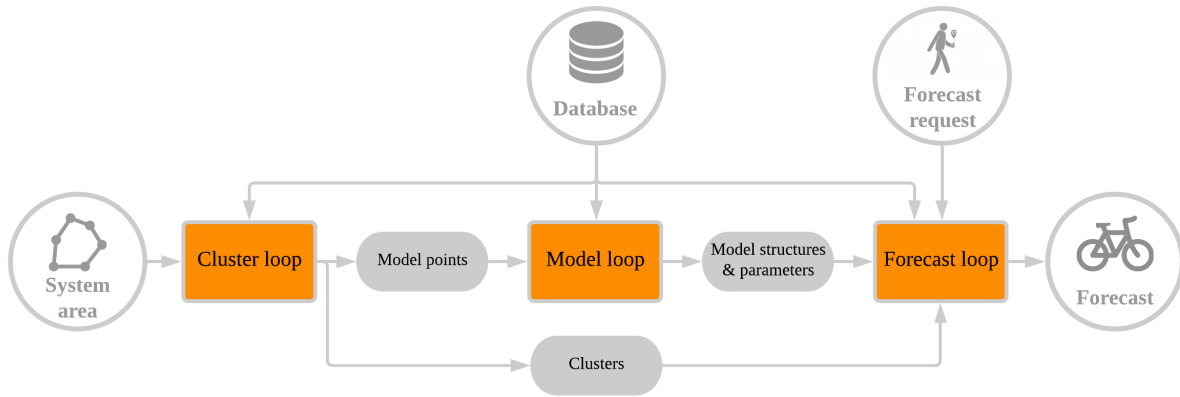 Database
Forecast
request
System
area
Cluster loop
Model points
Model loop
Model structures
& parameters
Forecast loop
Forecast
Clusters